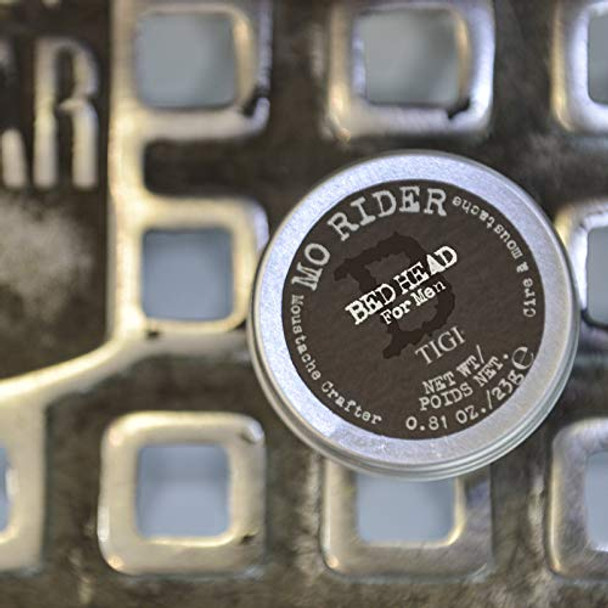 MO RIDER
Cire à moustache
BED HEAD
For Men
TIGI
NET WT/
POIDS NET.
0.81 OZ./23g e
Moustache Crafter